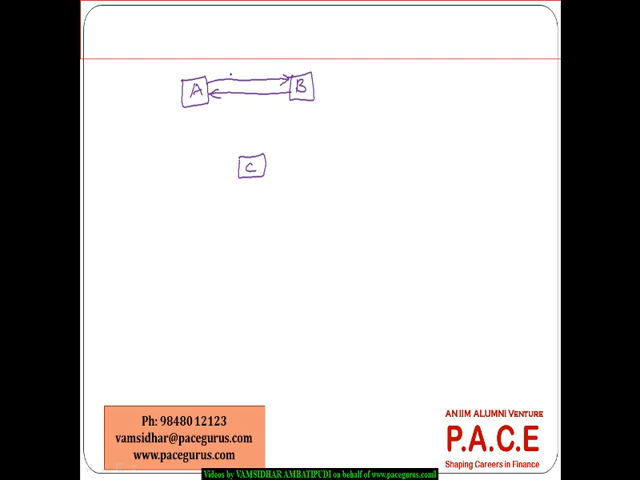 A
B
C
Ph: 98480 12123
vamsidhar@pacegurus.com
www.pacegurus.com
AN IIM ALUMNI VENTURE
P.A.C.E
Shaping Careers in Finance
Videos by VAMSIDHAR AMBATIPUDI on behalf of www.pacegurus.com